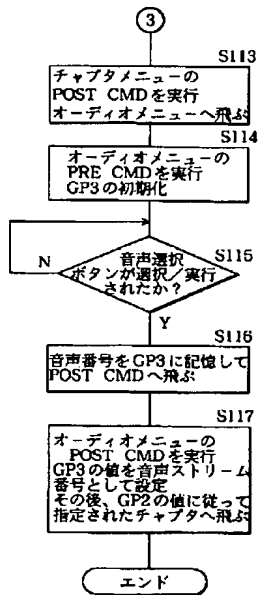 3
S113
チャプタメニューの
POST CMDを実行
オーディオメニューへ飛ぶ
S114
オーディオメニューの
PRE CMDを実行
GP3の初期化
S115
音声選択
ボタンが選択/実行
されたか?
N
Y
S116
音声番号をGP3に記憶して
POST CMDへ飛ぶ
S117
オーディオメニューの
POST CMDを実行
GP3の値を音声ストリーム
番号として設定
その後、GP2の値に従って
指定されたチャプタへ飛ぶ
エンド